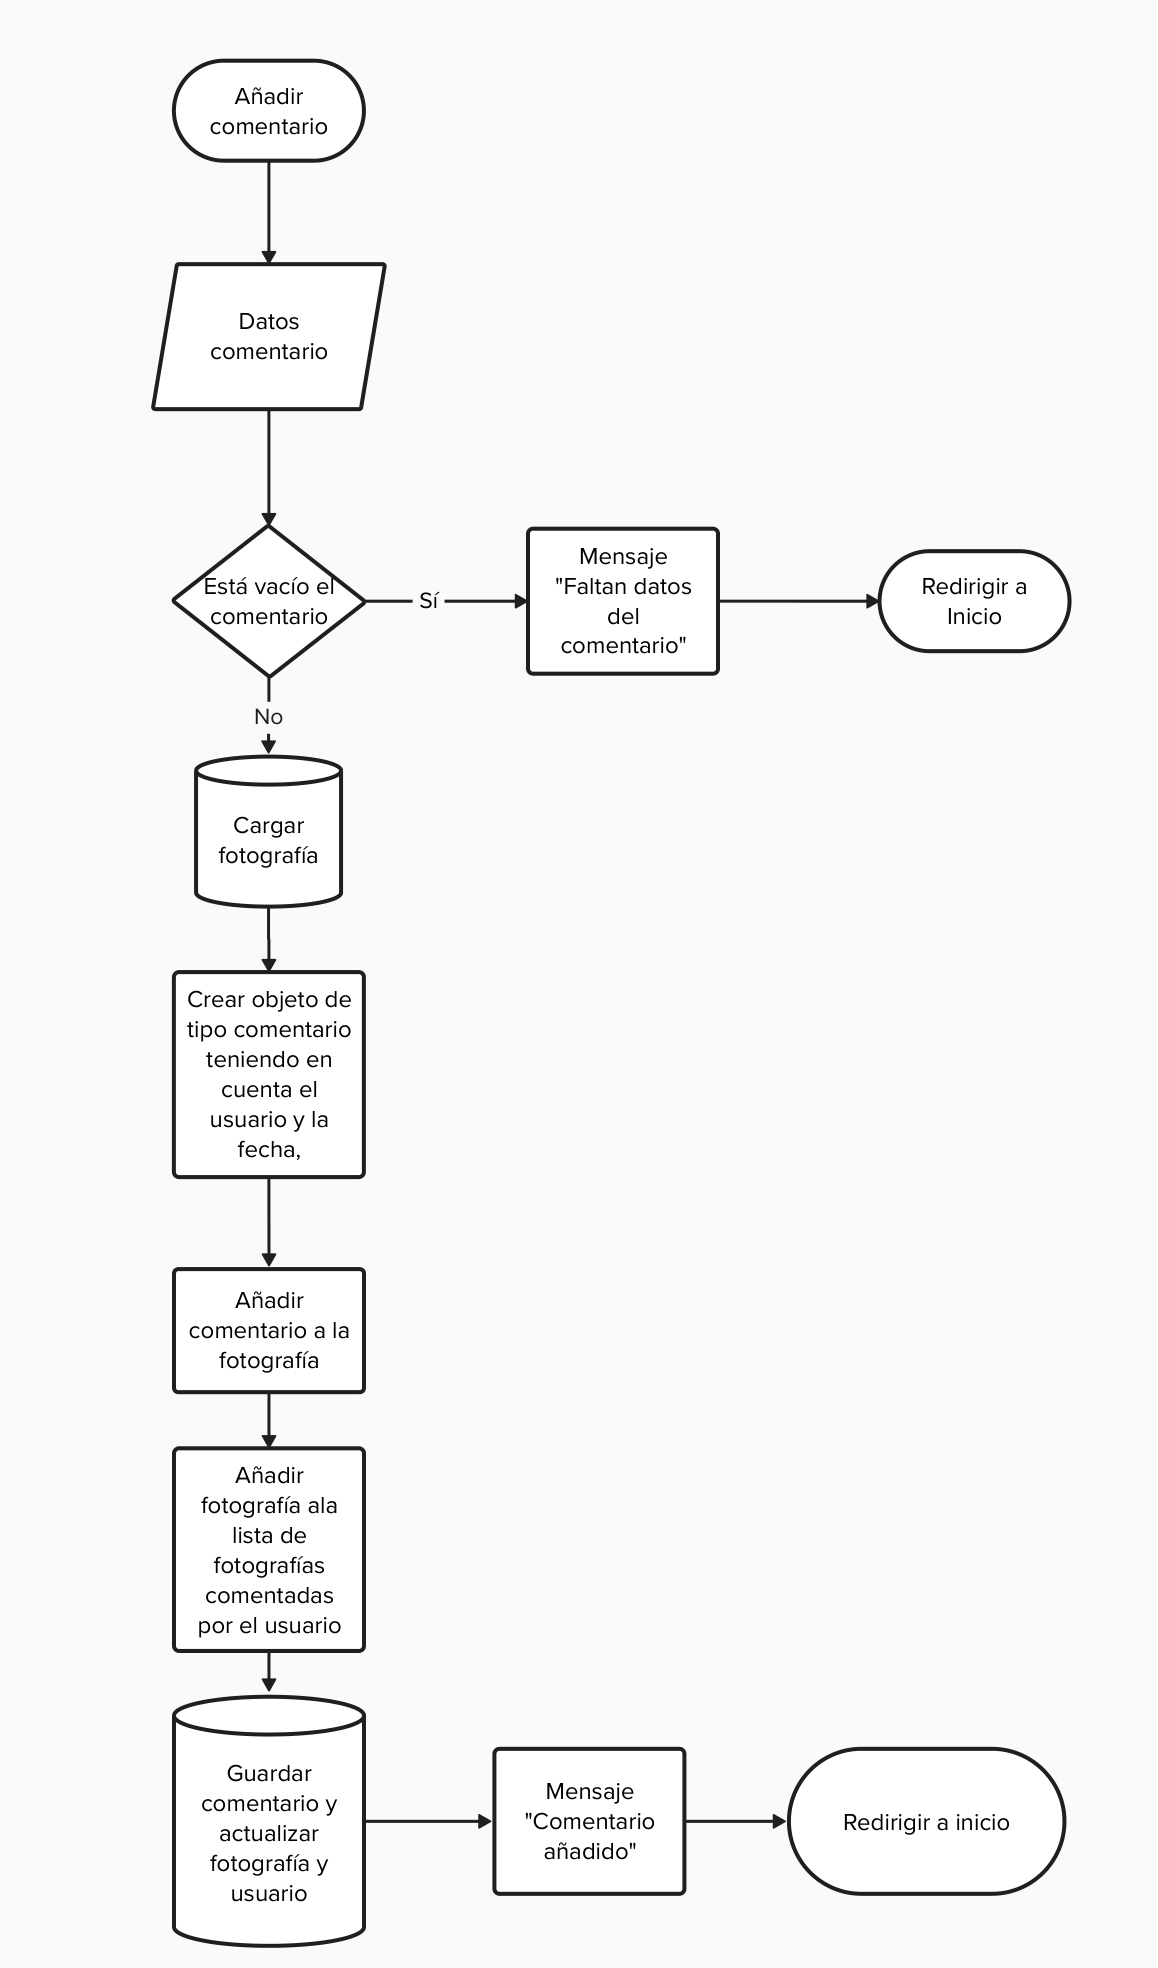 Añadir
comentario
Datos
comentario
Está vacío el
comentario
Sí
Mensaje
"Faltan datos
del
comentario"
Redirigir a
Inicio
No
Cargar
fotografía
Crear objeto de
tipo comentario
teniendo en
cuenta el
usuario y la
fecha,
Añadir
comentario a la
fotografía
Añadir
fotografía ala
lista de
fotografías
comentadas
por el usuario
Guardar
comentario y
actualizar
fotografía y
usuario
Mensaje
"Comentario
añadido"
Redirigir a inicio